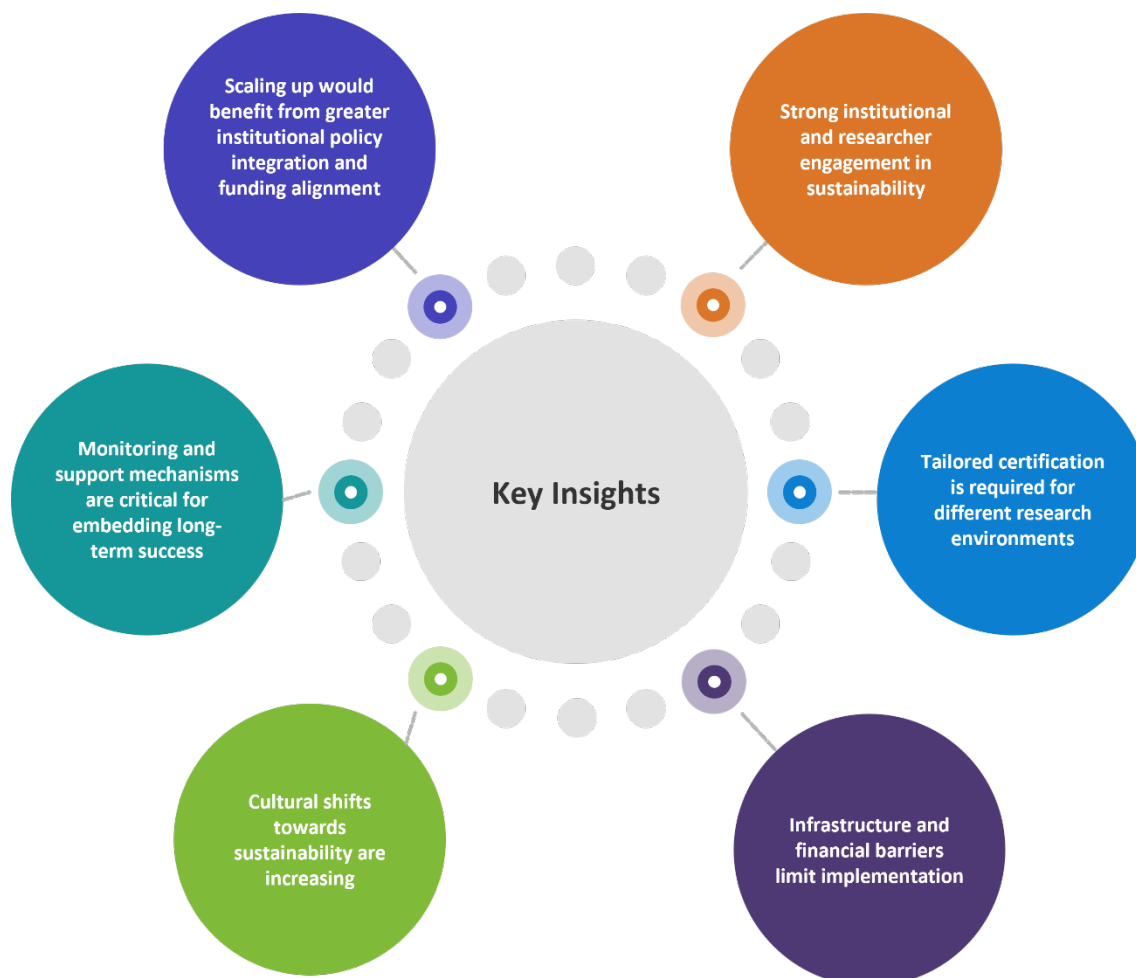 Scaling up would
benefit from greater
institutional policy
integration and
funding alignment
Strong institutional
and researcher
engagement in
sustainability
Monitoring and
support mechanisms
are critical for
embedding long-
term success
Key Insights
Tailored certification
is required for
different research
environments
Cultural shifts
towards
sustainability are
increasing
Infrastructure and
financial barriers
limit implementation